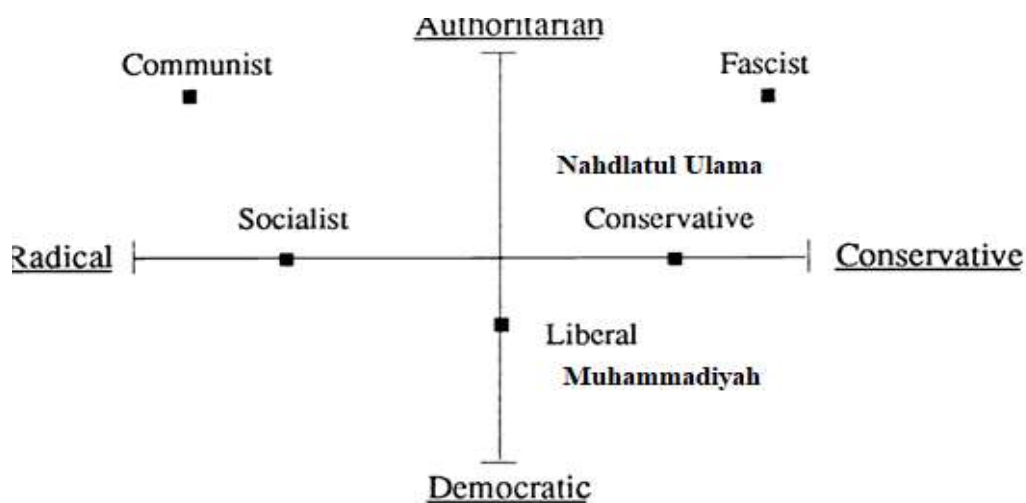 Authoritarian
Communist
Fascist
Nahdlatul Ulama
Socialist
Conservative
Radical
Conservative
Liberal
Muhammadiyah
Democratic